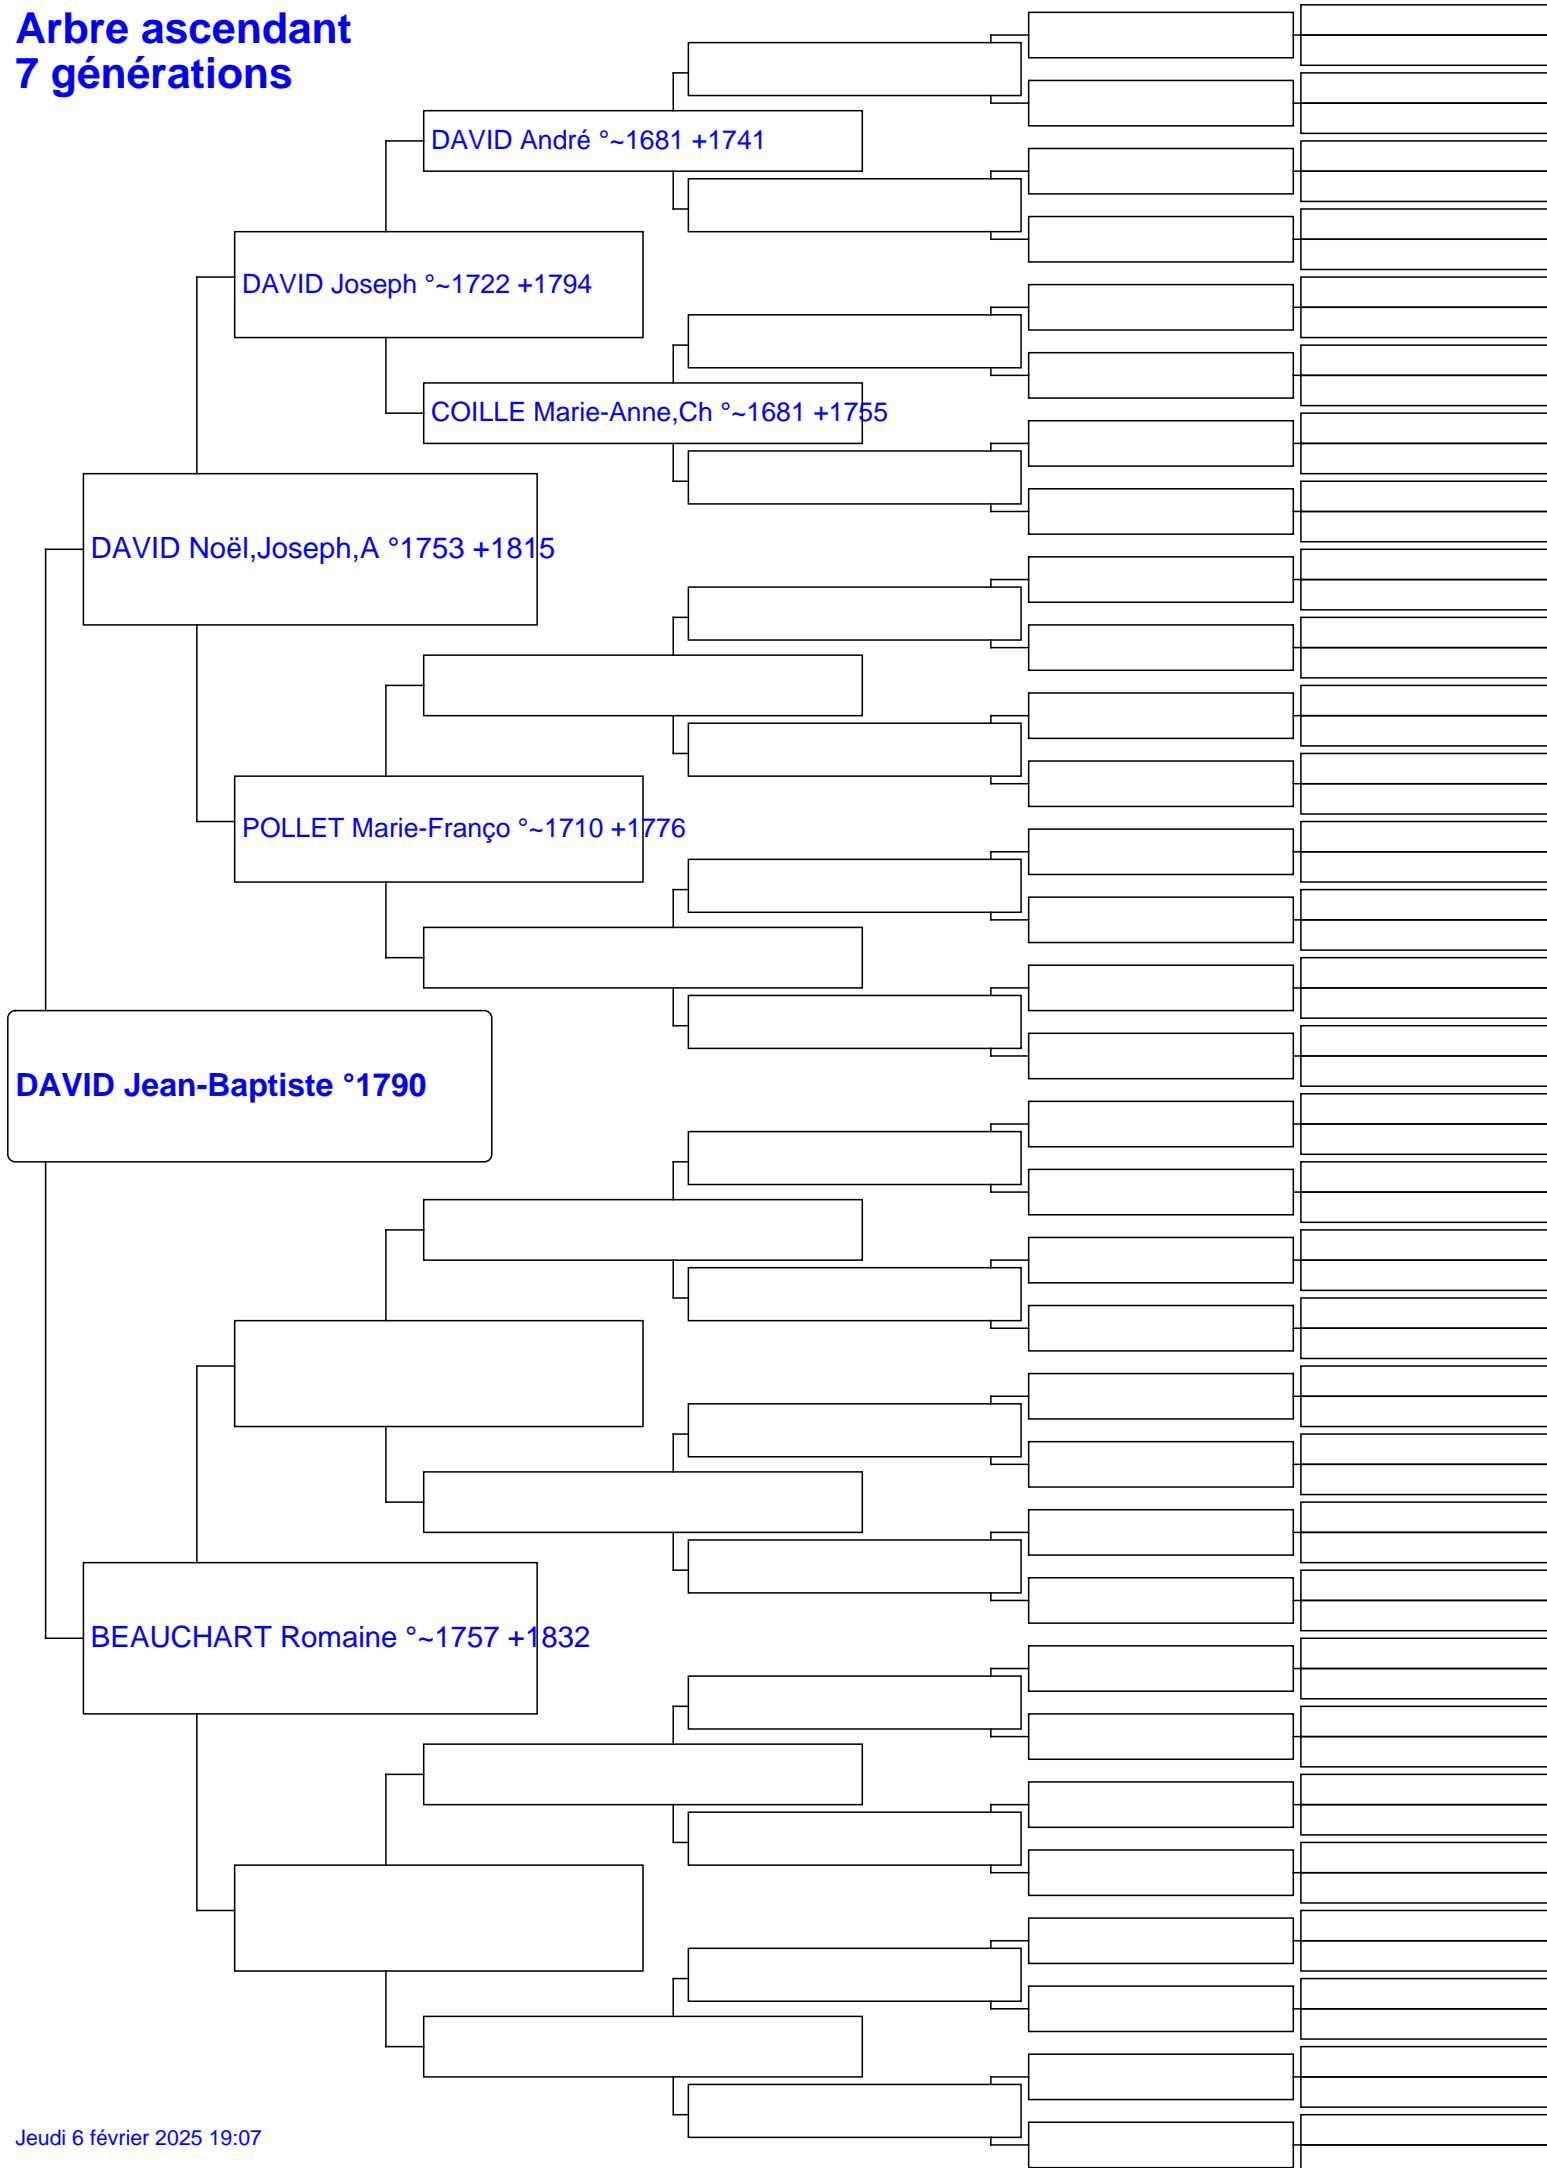 Arbre ascendant
7 générations
DAVID André °~1681 +1741
DAVID Joseph °~1722 +1794
COILLE Marie-Anne,Ch °~1681 +1755
DAVID Noël,Joseph,A °1753 +1815
POLLET Marie-Franço °~1710 +1776
DAVID Jean-Baptiste °1790
BEAUCHART Romaine °~1757 +1832
Jeudi 6 février 2025 19:07